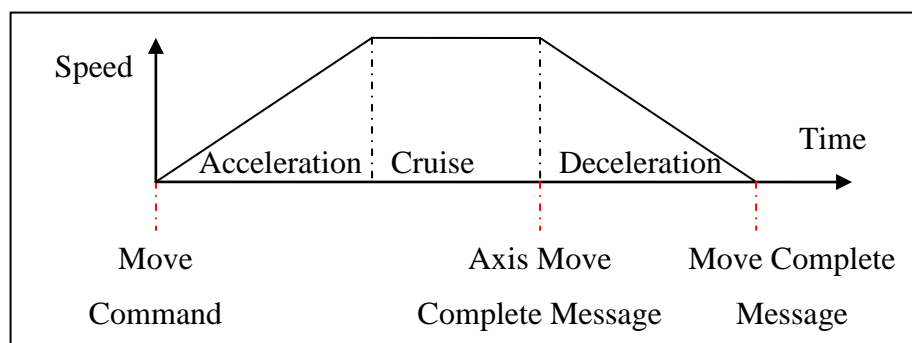 Speed
Time
Acceleration
Cruise
Deceleration
Move
Command
Axis Move
Complete Message
Move Complete
Message